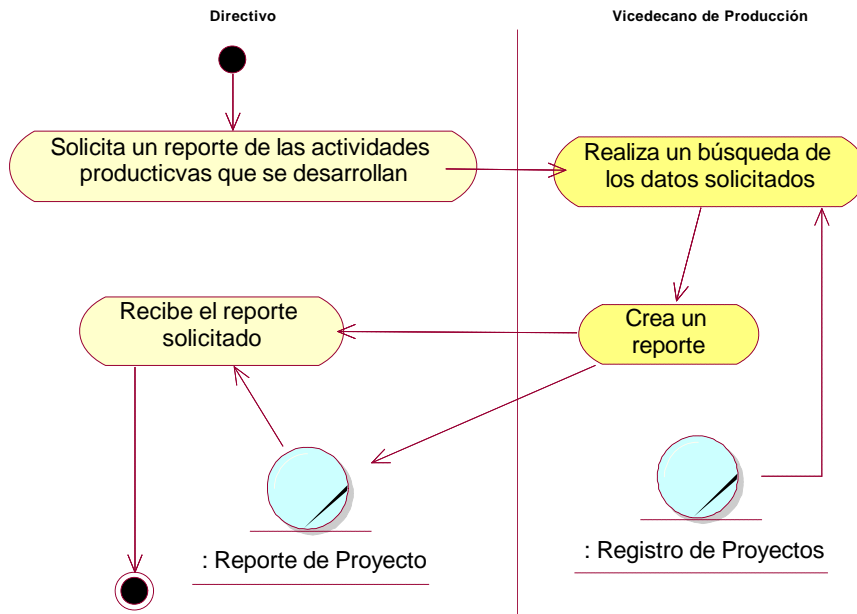 Directivo
Vicedecano de Producción
Solicita un reporte de las actividades
producticvas que se desarrollan
Realiza un búsqueda de
los datos solicitados
Recibe el reporte
solicitado
Crea un
reporte
: Reporte de Proyecto
: Registro de Proyectos